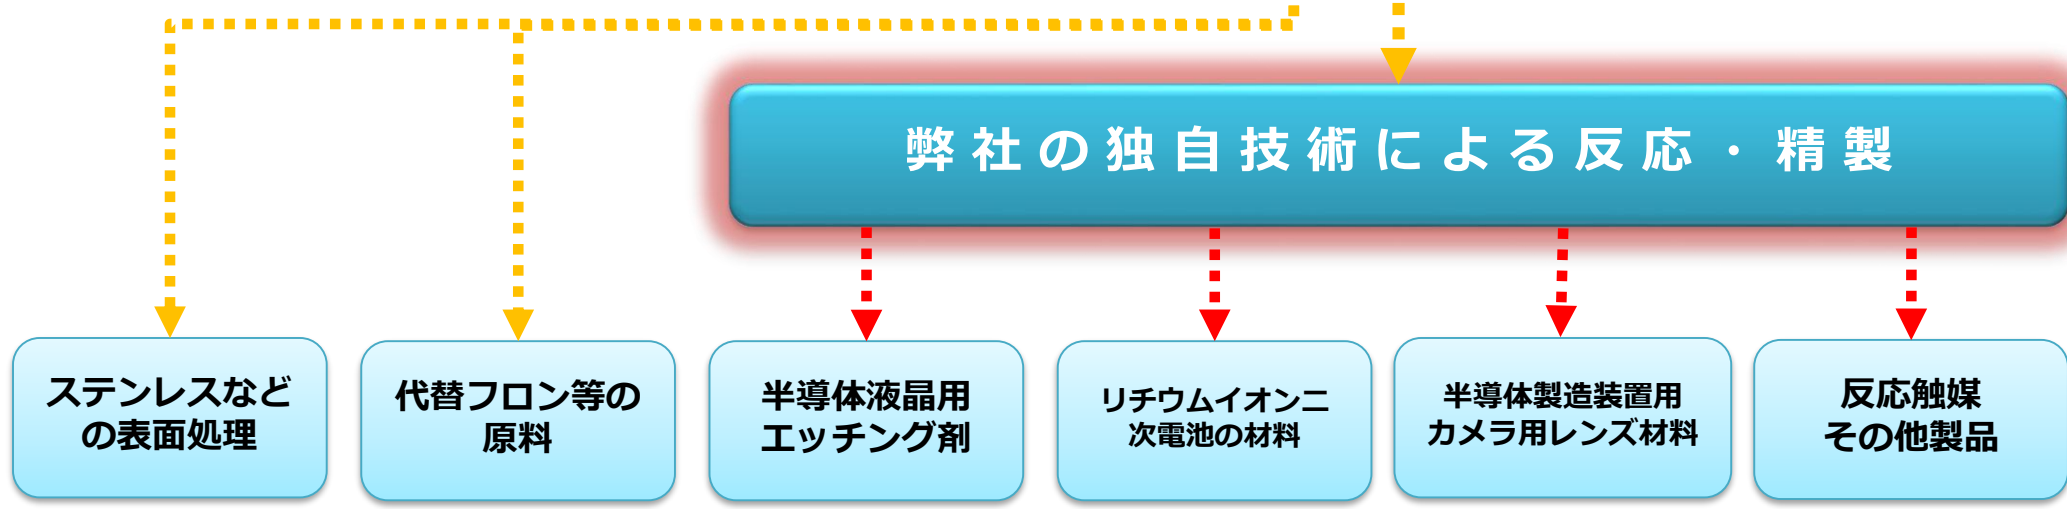 弊社の独自技術による反応・精製
ステンレスなど
の表面処理
代替フロン等の
原料
半導体液晶用
エッチング剤
リチウムイオン二
次電池の材料
半導体製造装置用
カメラ用レンズ材料
反応触媒
その他製品